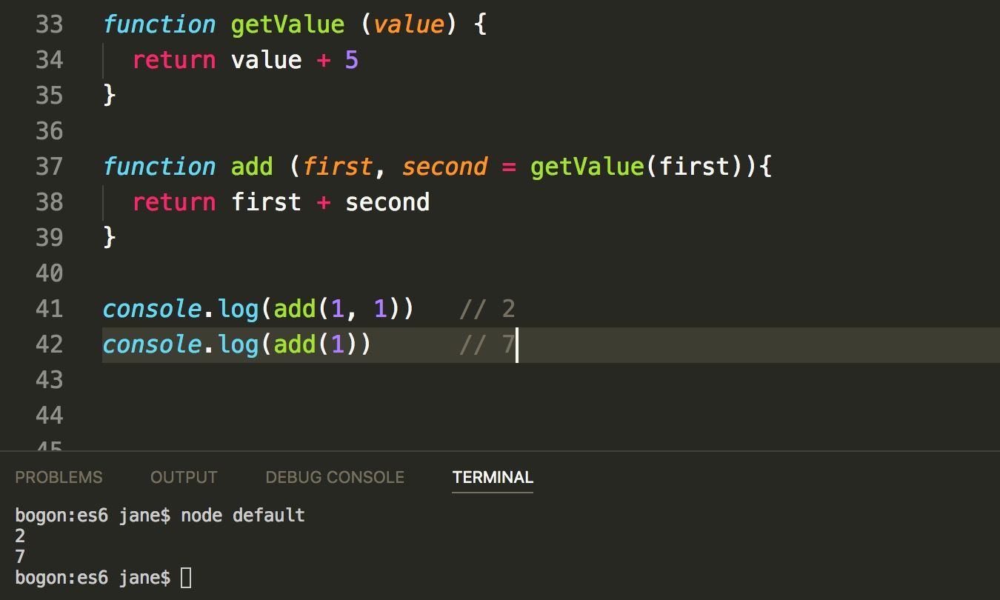 33 function getValue (value) {
34   return value + 5
35 }
36
37 function add (first, second = getValue(first)){
38   return first + second
39 }
40
41 console.log(add(1, 1))   // 2
42 console.log(add(1))      // 7
43
44
45
PROBLEMS OUTPUT DEBUG CONSOLE TERMINAL
bogon:es6 jane$ node default
2
7
bogon:es6 jane$